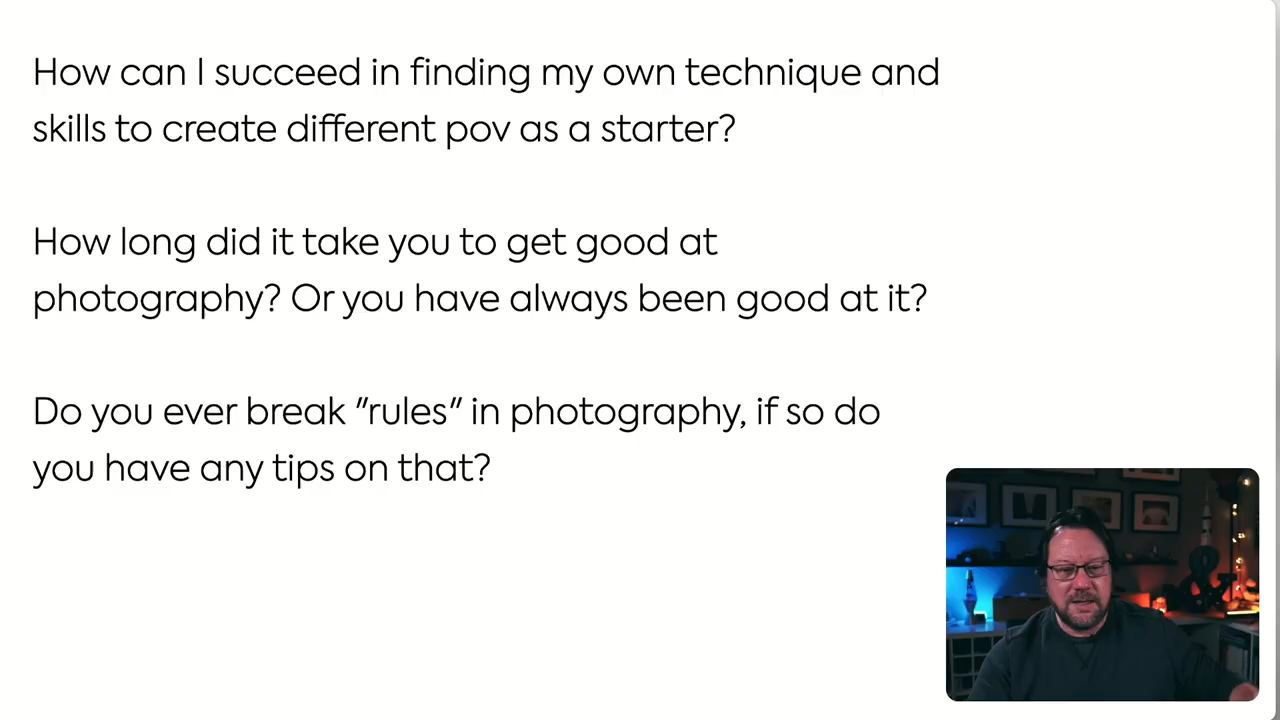 How can I succeed in finding my own technique and
skills to create different pov as a starter?
How long did it take you to get good at
photography? Or you have always been good at it?
Do you ever break "rules" in photography, if so do
you have any tips on that?